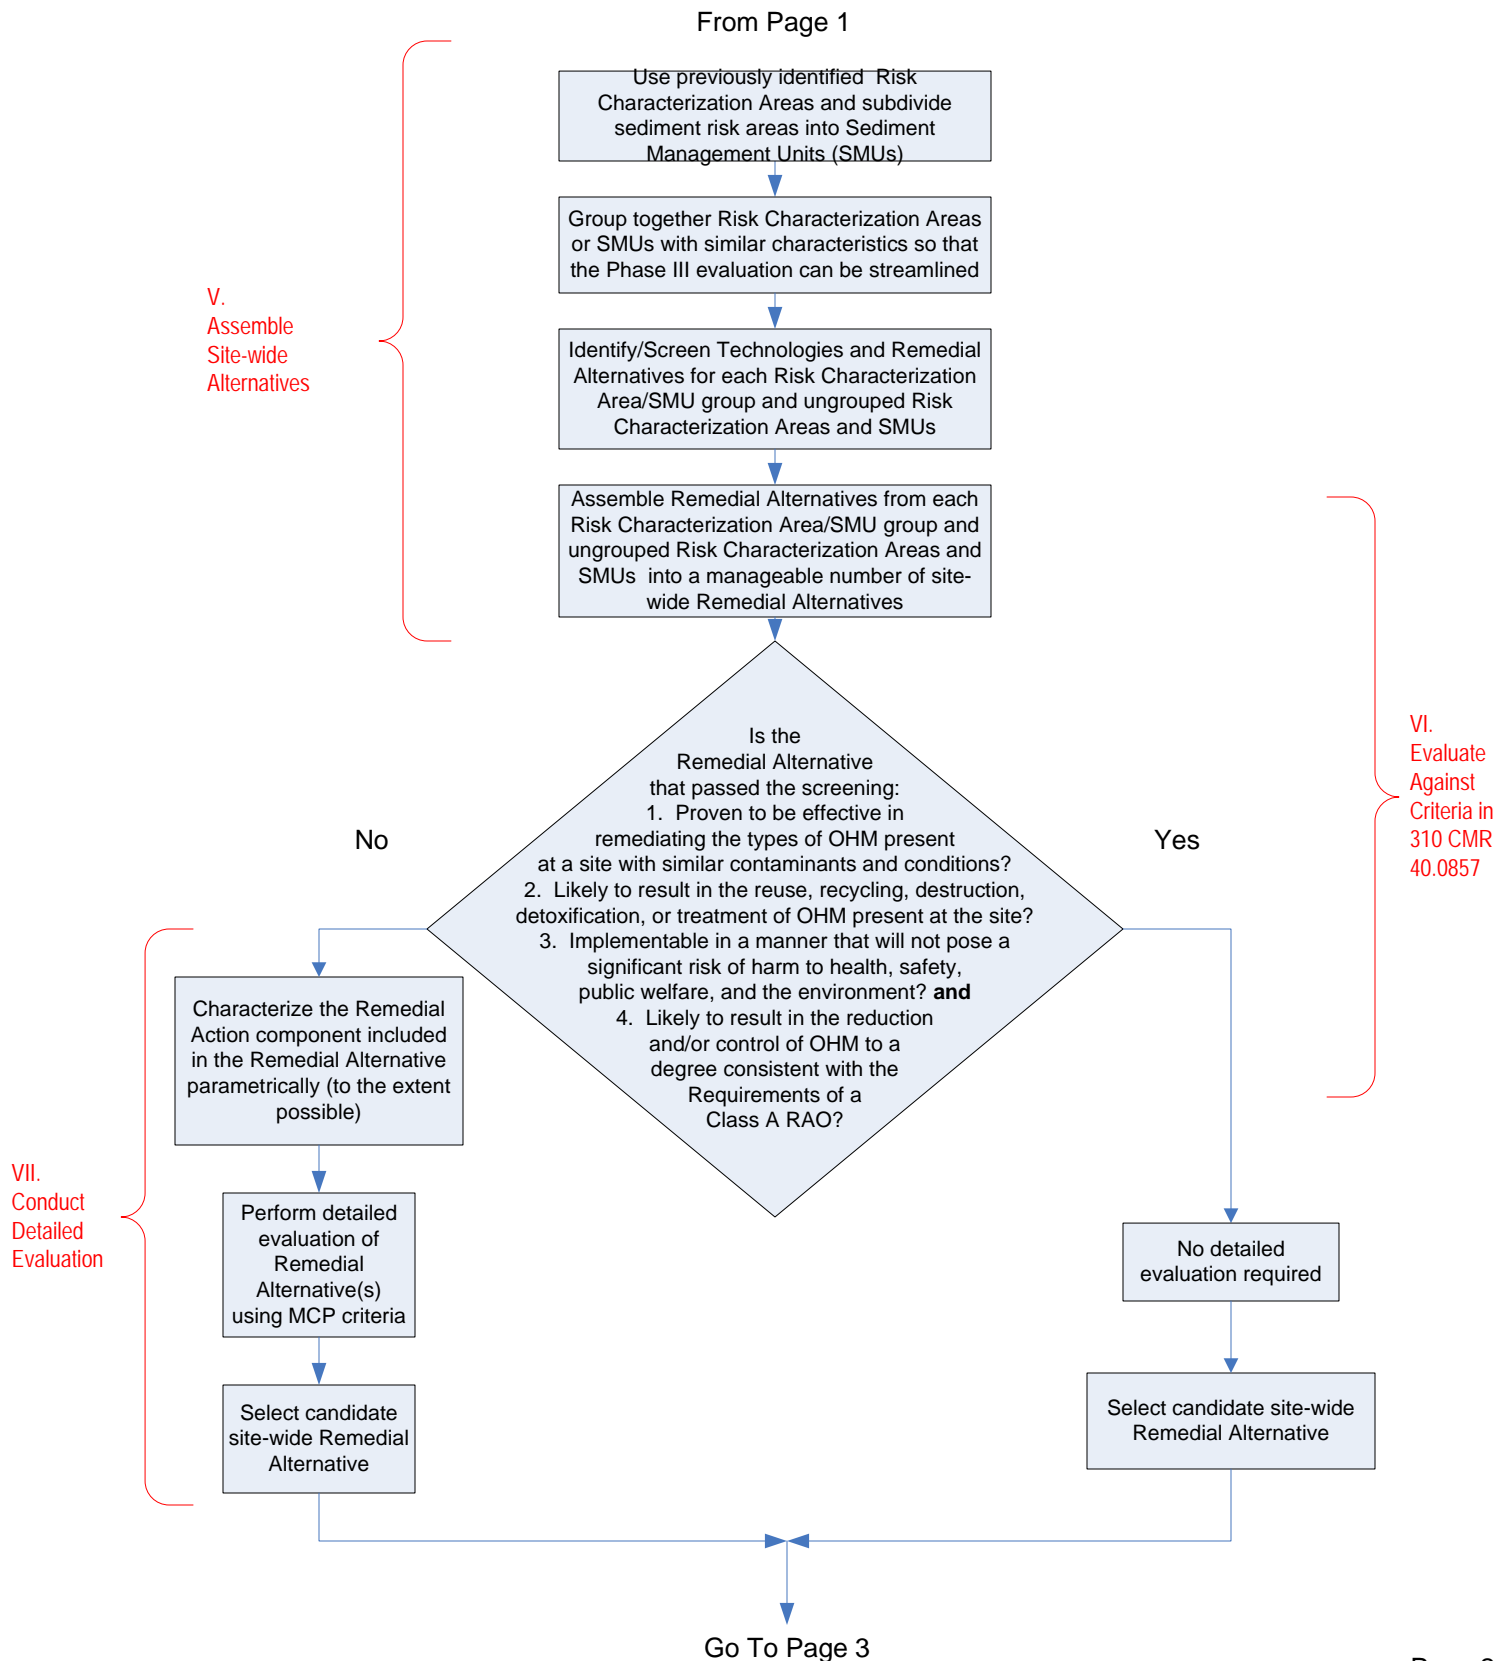 From Page 1
Use previously identified Risk
Characterization Areas and subdivide
sediment risk areas into Sediment
Management Units (SMUs)
Group together Risk Characterization Areas
or SMUs with similar characteristics so that
the Phase III evaluation can be streamlined
V.
Assemble
Site-wide
Alternatives
Identify/Screen Technologies and Remedial
Alternatives for each Risk Characterization
Area/SMU group and ungrouped Risk
Characterization Areas and SMUs
Assemble Remedial Alternatives from each
Risk Characterization Area/SMU group and
ungrouped Risk Characterization Areas and
SMUs into a manageable number of site-
wide Remedial Alternatives
Is the
Remedial Alternative
that passed the screening:
1. Proven to be effective in
remediating the types of OHM present
at a site with similar contaminants and conditions?
2. Likely to result in the reuse, recycling, destruction,
detoxification, or treatment of OHM present at the site?
3. Implementable in a manner that will not pose a
significant risk of harm to health, safety,
public welfare, and the environment? and
4. Likely to result in the reduction
and/or control of OHM to a
degree consistent with the
Requirements of a
Class A RAO?
No
Yes
VI.
Evaluate
Against
Criteria in
310 CMR
40.0857
Characterize the Remedial
Action component included
in the Remedial Alternative
parametrically (to the extent
possible)
VII.
Conduct
Detailed
Evaluation
Perform detailed
evaluation of
Remedial
Alternative(s)
using MCP criteria
No detailed
evaluation required
Select candidate
site-wide Remedial
Alternative
Select candidate site-wide
Remedial Alternative
Go To Page 3